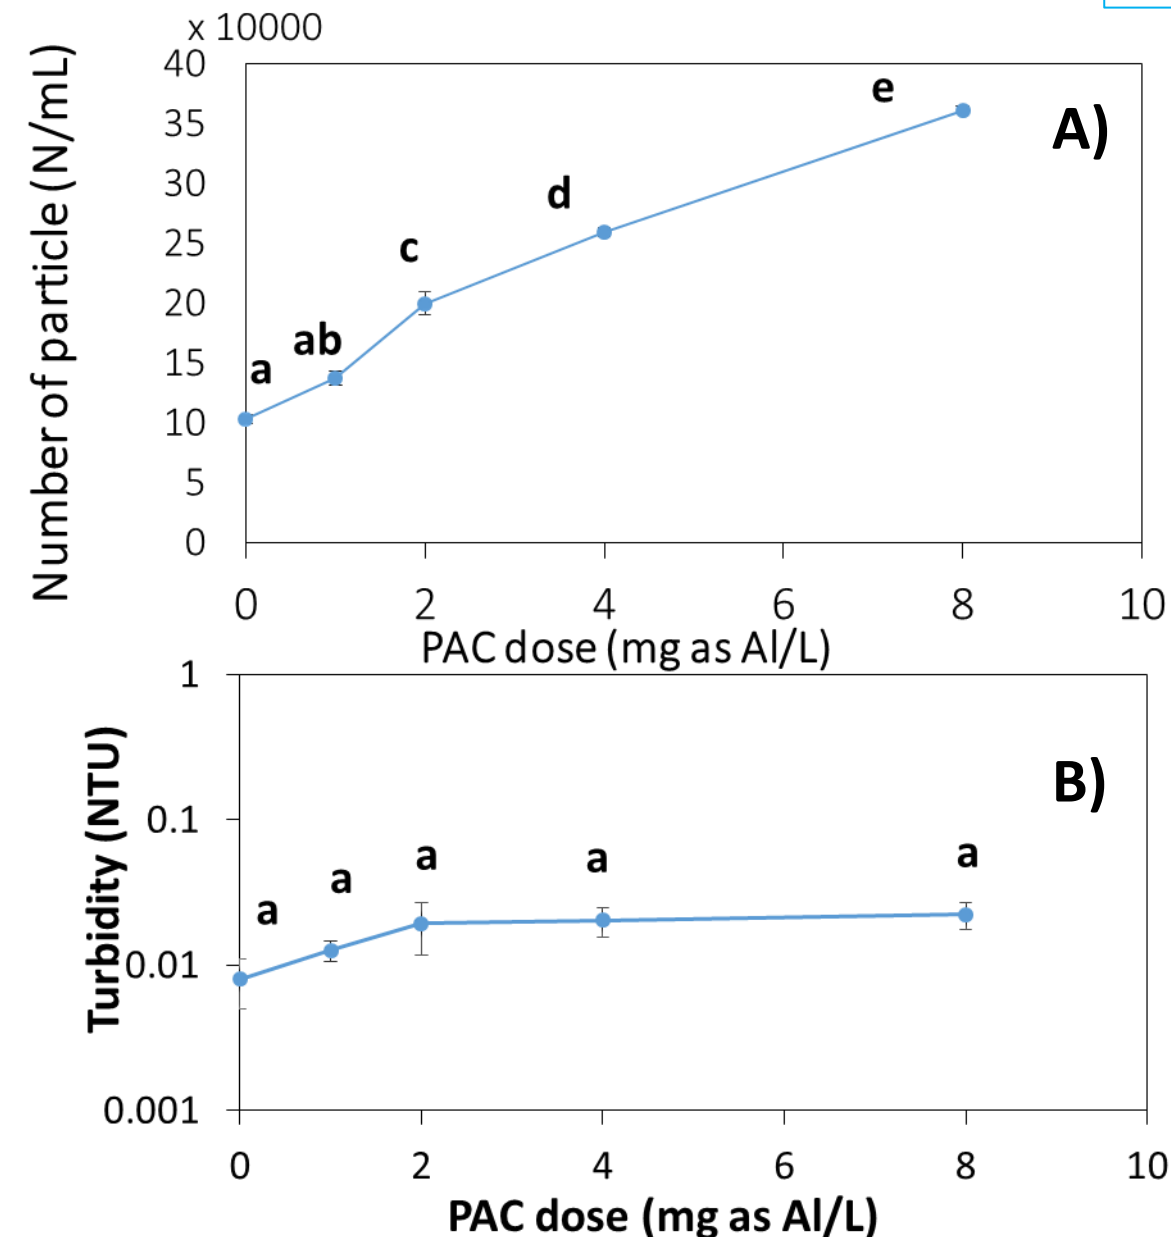 x 10000
40
35
30
25
20
15
10
5
0
Number of particle (N/mL)
a
ab
c
d
e
A)
0 2 4 6 8 10
PAC dose (mg as Al/L)
1
0.1
0.01
0.001
Turbidity (NTU)
a
a
a
a
a
B)
0 2 4 6 8 10
PAC dose (mg as Al/L)